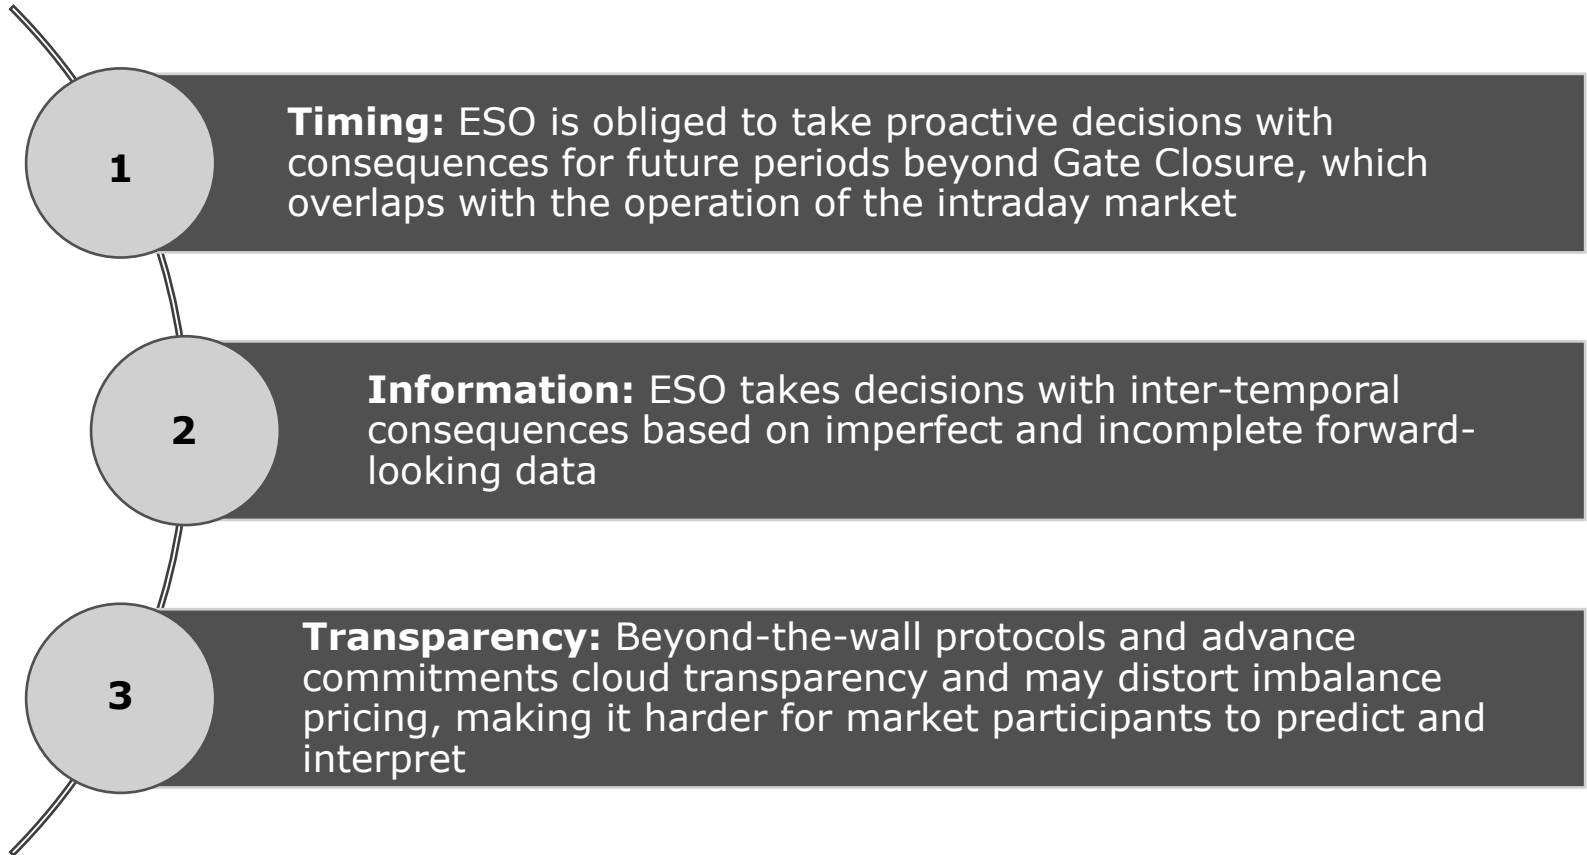 1
Timing: ESO is obliged to take proactive decisions with
consequences for future periods beyond Gate Closure, which
overlaps with the operation of the intraday market
2
Information: ESO takes decisions with inter-temporal
consequences based on imperfect and incomplete forward-
looking data
3
Transparency: Beyond-the-wall protocols and advance
commitments cloud transparency and may distort imbalance
pricing, making it harder for market participants to predict and
interpret